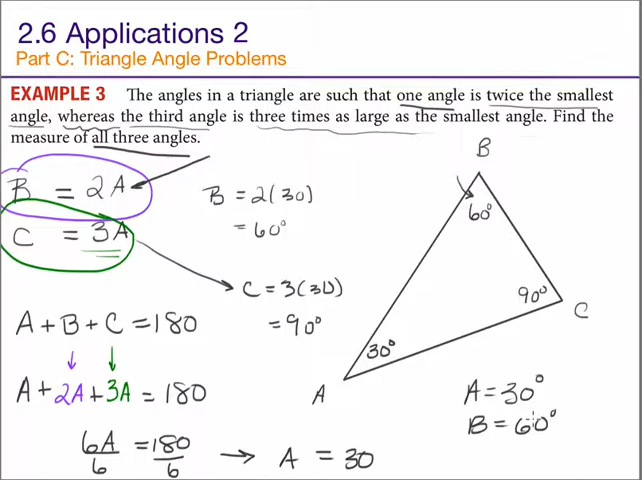 2.6 Applications 2
Part C: Triangle Angle Problems
EXAMPLE 3 The angles in a triangle are such that one angle is twice the smallest
angle, whereas the third angle is three times as large as the smallest angle. Find the
measure of all three angles.
B = 2A
C = 3A
A + B + C = 180
A + 2A + 3A = 180
6A/6 = 180/6 → A = 30
B = 2(30)
= 60°
C = 3(30)
= 90°
B
60°
90°
C
30°
A
A = 30°
B = 60°